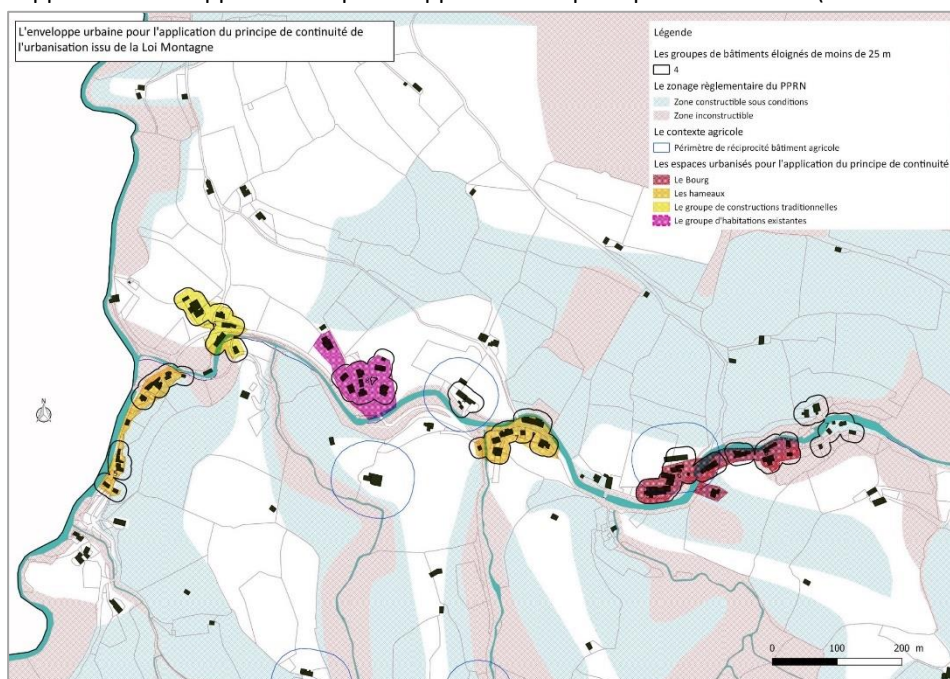 L'enveloppe urbaine pour l'application du principe de continuité de
l'urbanisation issu de la Loi Montagne
Légende
Les groupes de bâtiments éloignés de moins de 25 m
4
Le zonage règlementaire du PPRN
Zone constructible sous conditions
Zone inconstructible
Le contexte agricole
Périmètre de réciprocité bâtiment agricole
Les espaces urbanisés pour l'application du principe de continuité
Le Bourg
Les hameaux
Le groupe de constructions traditionnelles
Le groupe d'habitations existantes
N
0 100 200 m